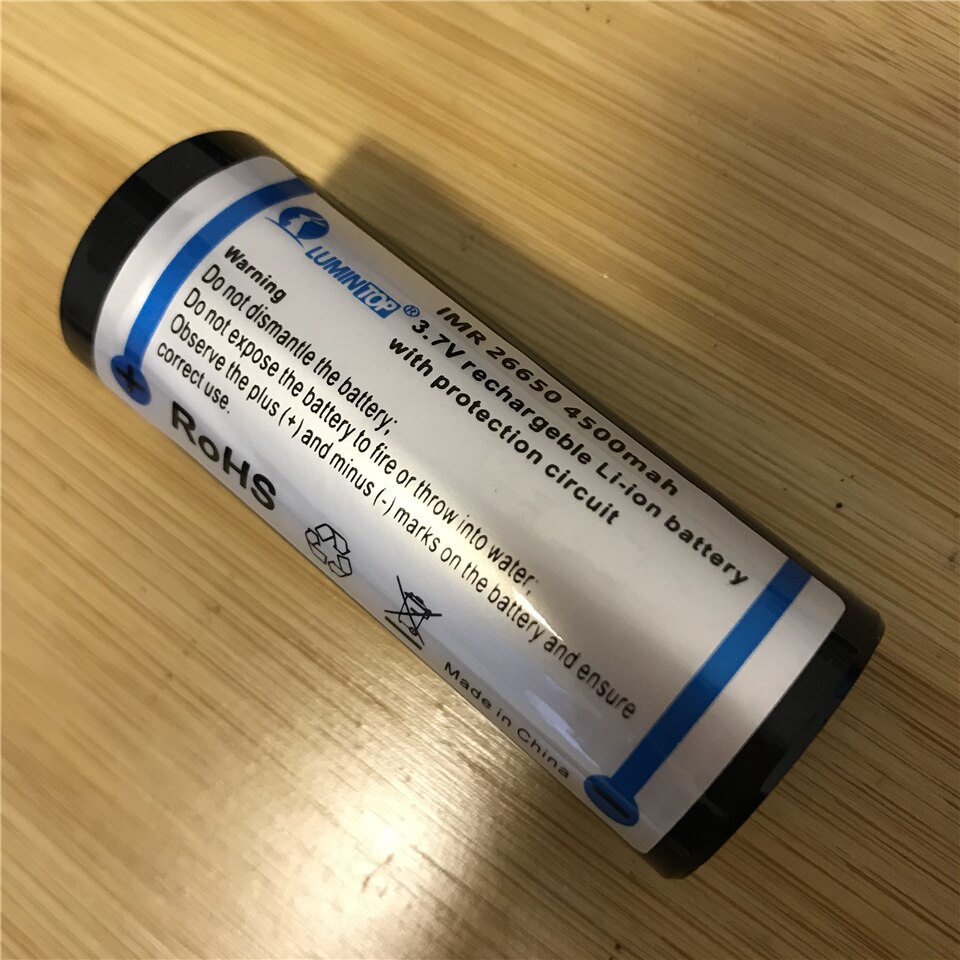 LUMINTOP®
IMR 26650 4500mah
3.7V rechargeble Li-ion battery
with protection circuit
Warning
Do not dismantle the battery;
Do not expose the battery to fire or throw into water;
Observe the plus (+) and minus (-) marks on the battery and ensure
correct use.
+
RoHS
Made in China
-